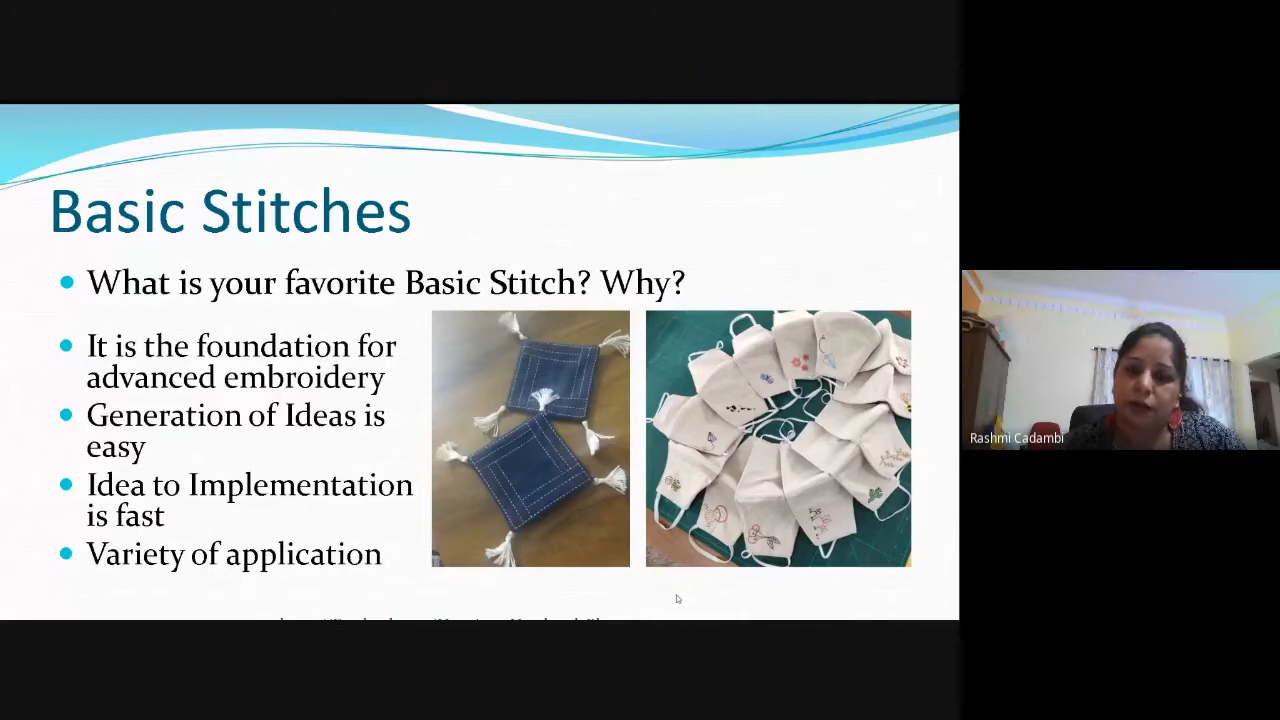 Basic Stitches
What is your favorite Basic Stitch? Why?
It is the foundation for
advanced embroidery
Generation of Ideas is
easy
Idea to Implementation
is fast
Variety of application
Rashmi Cadambi